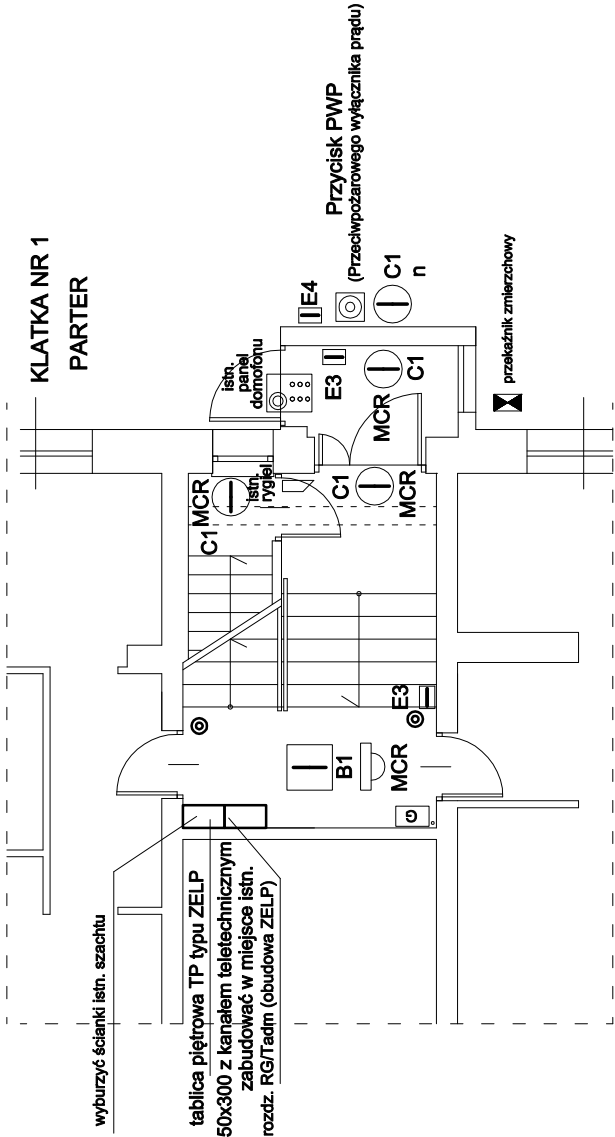 KLATKA NR 1
PARTER
Przycisk PWP
(Przeciwpożarowego wyłącznika prądu)
E4
C1
n
przekaźnik zmierzchowy
istn.
panel
domofonu
E3
C1
MCR
C1
MCR
istn.
rygiel
C1
MCR
E3
B1
MCR
G
wyburzyć ścianki istn. szachtu
tablica piętrowa TP typu ZELP
50x300 z kanałem teletechnicznym
zabudować w miejsce istn.
rozdz. RG/Tadm (obudowa ZELP)